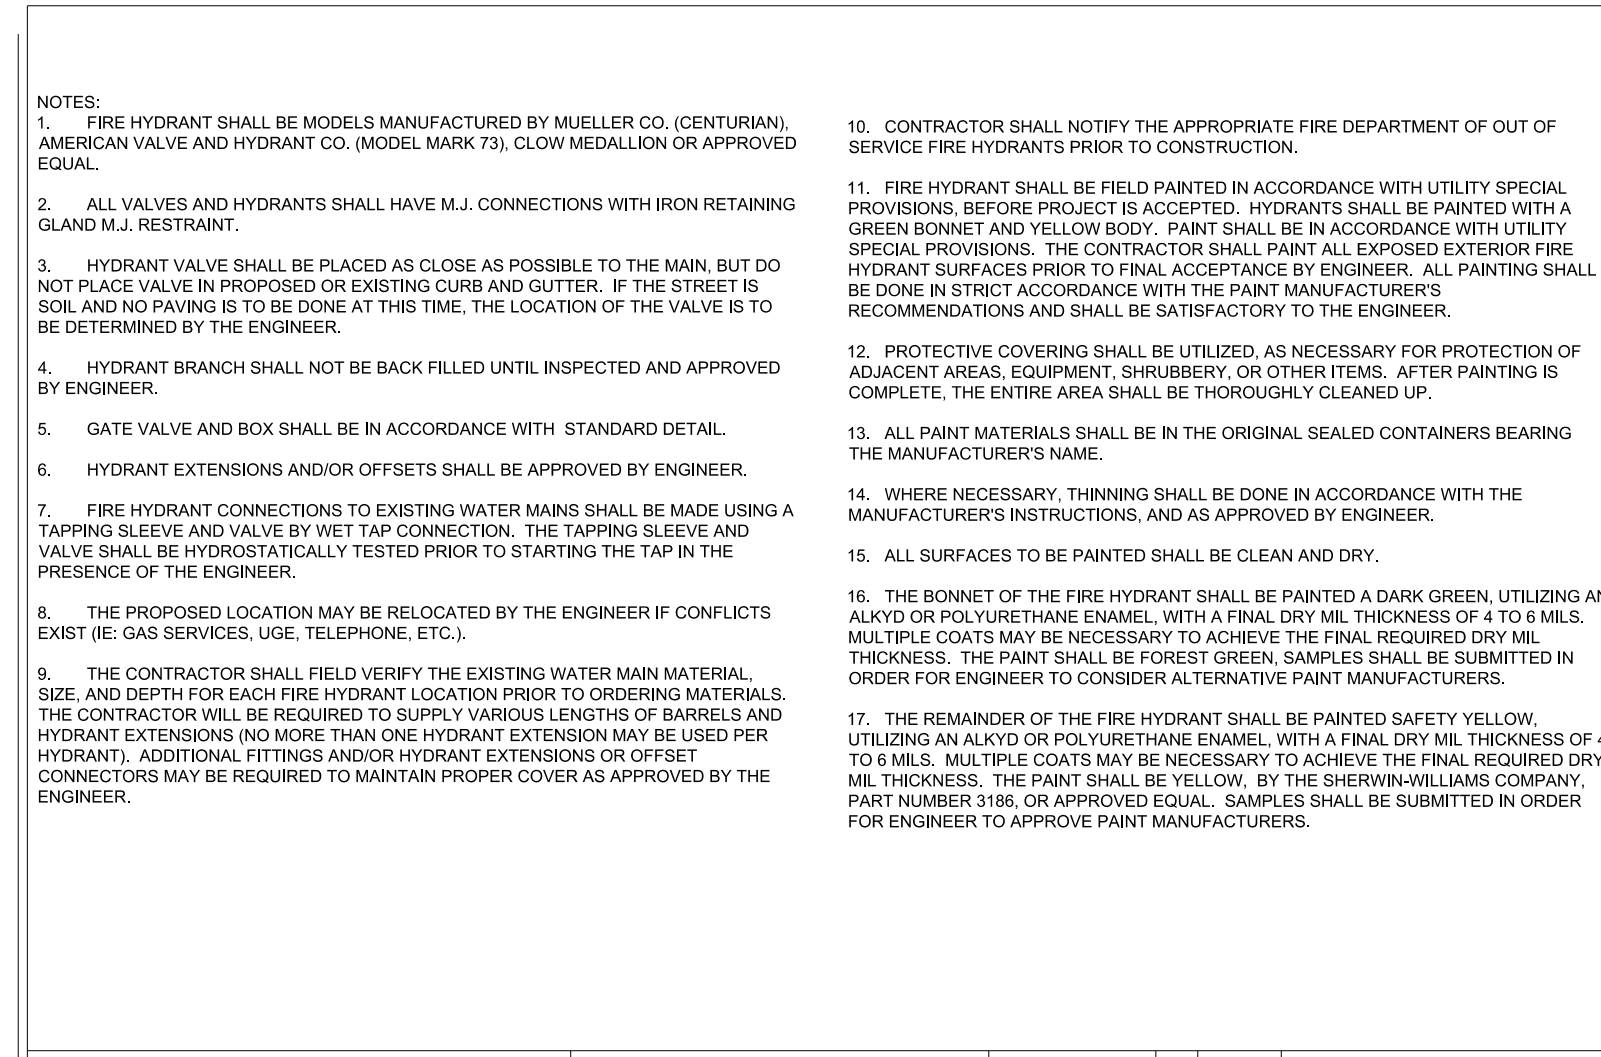 NOTES:
1. FIRE HYDRANT SHALL BE MODELS MANUFACTURED BY MUELLER CO. (CENTURIAN),
AMERICAN VALVE AND HYDRANT CO. (MODEL MARK 73), CLOW MEDALLION OR APPROVED
EQUAL.
2. ALL VALVES AND HYDRANTS SHALL HAVE M.J. CONNECTIONS WITH IRON RETAINING
GLAND M.J. RESTRAINT.
3. HYDRANT VALVE SHALL BE PLACED AS CLOSE AS POSSIBLE TO THE MAIN, BUT DO
NOT PLACE VALVE IN PROPOSED OR EXISTING CURB AND GUTTER. IF THE STREET IS
SOIL AND NO PAVING IS TO BE DONE AT THIS TIME, THE LOCATION OF THE VALVE IS TO
BE DETERMINED BY THE ENGINEER.
4. HYDRANT BRANCH SHALL NOT BE BACK FILLED UNTIL INSPECTED AND APPROVED
BY ENGINEER.
5. GATE VALVE AND BOX SHALL BE IN ACCORDANCE WITH STANDARD DETAIL.
6. HYDRANT EXTENSIONS AND/OR OFFSETS SHALL BE APPROVED BY ENGINEER.
7. FIRE HYDRANT CONNECTIONS TO EXISTING WATER MAINS SHALL BE MADE USING A
TAPPING SLEEVE AND VALVE BY WET TAP CONNECTION. THE TAPPING SLEEVE AND
VALVE SHALL BE HYDROSTATICALLY TESTED PRIOR TO STARTING THE TAP IN THE
PRESENCE OF THE ENGINEER.
8. THE PROPOSED LOCATION MAY BE RELOCATED BY THE ENGINEER IF CONFLICTS
EXIST (IE: GAS SERVICES, UGE, TELEPHONE, ETC.).
9. THE CONTRACTOR SHALL FIELD VERIFY THE EXISTING WATER MAIN MATERIAL,
SIZE, AND DEPTH FOR EACH FIRE HYDRANT LOCATION PRIOR TO ORDERING MATERIALS.
THE CONTRACTOR WILL BE REQUIRED TO SUPPLY VARIOUS LENGTHS OF BARRELS AND
HYDRANT EXTENSIONS (NO MORE THAN ONE HYDRANT EXTENSION MAY BE USED PER
HYDRANT). ADDITIONAL FITTINGS AND/OR HYDRANT EXTENSIONS OR OFFSET
CONNECTORS MAY BE REQUIRED TO MAINTAIN PROPER COVER AS APPROVED BY THE
ENGINEER.
10. CONTRACTOR SHALL NOTIFY THE APPROPRIATE FIRE DEPARTMENT OF OUT OF
SERVICE FIRE HYDRANTS PRIOR TO CONSTRUCTION.
11. FIRE HYDRANT SHALL BE FIELD PAINTED IN ACCORDANCE WITH UTILITY SPECIAL
PROVISIONS, BEFORE PROJECT IS ACCEPTED. HYDRANTS SHALL BE PAINTED WITH A
GREEN BONNET AND YELLOW BODY. PAINT SHALL BE IN ACCORDANCE WITH UTILITY
SPECIAL PROVISIONS. THE CONTRACTOR SHALL PAINT ALL EXPOSED EXTERIOR FIRE
HYDRANT SURFACES PRIOR TO FINAL ACCEPTANCE BY ENGINEER. ALL PAINTING SHALL
BE DONE IN STRICT ACCORDANCE WITH THE PAINT MANUFACTURER'S
RECOMMENDATIONS AND SHALL BE SATISFACTORY TO THE ENGINEER.
12. PROTECTIVE COVERING SHALL BE UTILIZED, AS NECESSARY FOR PROTECTION OF
ADJACENT AREAS, EQUIPMENT, SHRUBBERY, OR OTHER ITEMS. AFTER PAINTING IS
COMPLETE, THE ENTIRE AREA SHALL BE THOROUGHLY CLEANED UP.
13. ALL PAINT MATERIALS SHALL BE IN THE ORIGINAL SEALED CONTAINERS BEARING
THE MANUFACTURER'S NAME.
14. WHERE NECESSARY, THINNING SHALL BE DONE IN ACCORDANCE WITH THE
MANUFACTURER'S INSTRUCTIONS, AND AS APPROVED BY ENGINEER.
15. ALL SURFACES TO BE PAINTED SHALL BE CLEAN AND DRY.
16. THE BONNET OF THE FIRE HYDRANT SHALL BE PAINTED A DARK GREEN, UTILIZING AN
ALKYD OR POLYURETHANE ENAMEL, WITH A FINAL DRY MIL THICKNESS OF 4 TO 6 MILS.
MULTIPLE COATS MAY BE NECESSARY TO ACHIEVE THE FINAL REQUIRED DRY MIL
THICKNESS. THE PAINT SHALL BE FOREST GREEN, SAMPLES SHALL BE SUBMITTED IN
ORDER FOR ENGINEER TO CONSIDER ALTERNATIVE PAINT MANUFACTURERS.
17. THE REMAINDER OF THE FIRE HYDRANT SHALL BE PAINTED SAFETY YELLOW,
UTILIZING AN ALKYD OR POLYURETHANE ENAMEL, WITH A FINAL DRY MIL THICKNESS OF 4
TO 6 MILS. MULTIPLE COATS MAY BE NECESSARY TO ACHIEVE THE FINAL REQUIRED DRY
MIL THICKNESS. THE PAINT SHALL BE YELLOW, BY THE SHERWIN-WILLIAMS COMPANY,
PART NUMBER 3186, OR APPROVED EQUAL. SAMPLES SHALL BE SUBMITTED IN ORDER
FOR ENGINEER TO APPROVE PAINT MANUFACTURERS.